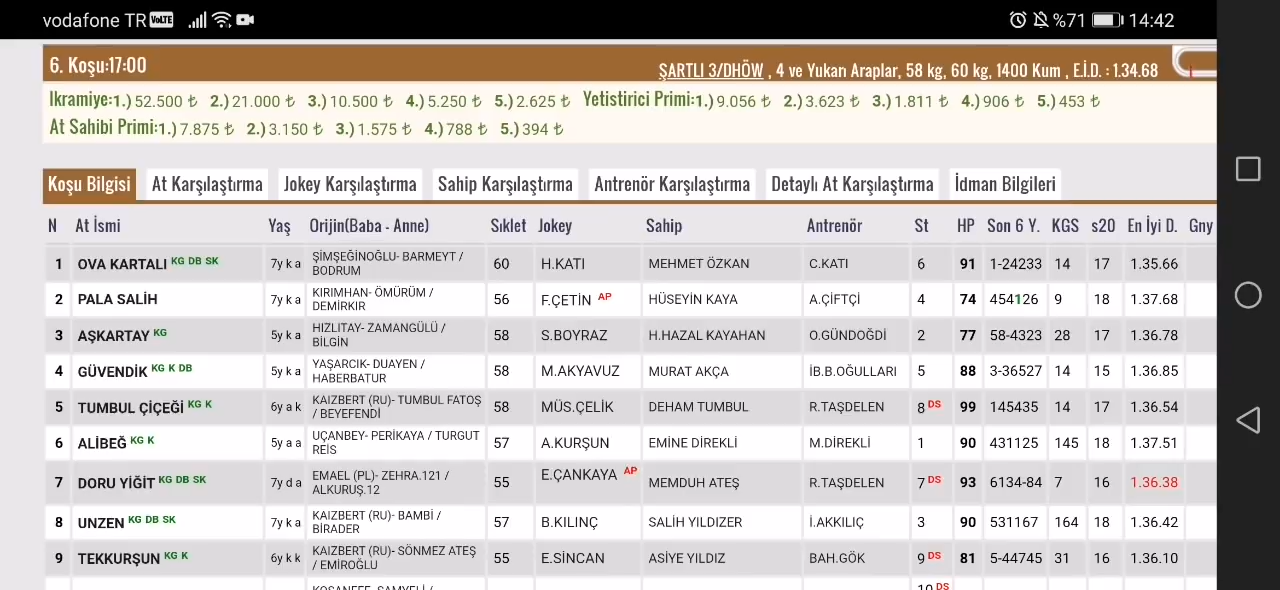 vodafone TR VoLTE %71 14:42
6. Koşu:17:00
ŞARTLI 3/DHÖW , 4 ve Yukarı Araplar, 58 kg, 60 kg, 1400 Kum , E.İ.D. : 1.34.68
Ikramiye:1.) 52.500 ₺ 2.) 21.000 ₺ 3.) 10.500 ₺ 4.) 5.250 ₺ 5.) 2.625 ₺ Yetistirici Primi:1.) 9.056 ₺ 2.) 3.623 ₺ 3.) 1.811 ₺ 4.) 906 ₺ 5.) 453 ₺
At Sahibi Primi:1.) 7.875 ₺ 2.) 3.150 ₺ 3.) 1.575 ₺ 4.) 788 ₺ 5.) 394 ₺
Koşu Bilgisi At Karşılaştırma Jokey Karşılaştırma Sahip Karşılaştırma Antrenör Karşılaştırma Detaylı At Karşılaştırma İdman Bilgileri
N At İsmi Yaş Orijin(Baba - Anne) Sıklet Jokey Sahip Antrenör St HP Son 6 Y. KGS s20 En İyi D. Gny
1 OVA KARTALI KG DB SK 7y k a ŞİMŞEĞİNOĞLU- BARMEYT / BODRUM 60 H.KATI MEHMET ÖZKAN C.KATI 6 91 1-24233 14 17 1.35.66
2 PALA SALİH 7y k a KIRIMHAN- ÖMÜRÜM / DEMİRKIR 56 F.ÇETİN AP HÜSEYİN KAYA A.ÇİFTÇİ 4 74 454126 9 18 1.37.68
3 AŞKARTAY KG 5y k a HIZLITAY- ZAMANGÜLÜ / BİLGİN 58 S.BOYRAZ H.HAZAL KAYAHAN O.GÜNDOĞDİ 2 77 58-4323 28 17 1.36.78
4 GÜVENDİK KG K DB 5y k a YAŞARCIK- DUAYEN / HABERBATUR 58 M.AKYAVUZ MURAT AKÇA İB.B.OĞULLARI 5 88 3-36527 14 15 1.36.85
5 TUMBUL ÇİÇEĞİ KG K 6y a k KAIZBERT (RU)- TUMBUL FATOŞ / BEYEFENDİ 58 MÜS.ÇELİK DEHAM TUMBUL R.TAŞDELEN 8 DS 99 145435 14 17 1.36.54
6 ALİBEĞ KG K 5y a a UÇANBEY- PERİKAYA / TURGUT REİS 57 A.KURŞUN EMİNE DİREKLİ M.DİREKLİ 1 90 431125 145 18 1.37.51
7 DORU YİĞİT KG DB SK 7y d a EMAEL (PL)- ZEHRA.121 / ALKURUŞ.12 55 E.ÇANKAYA AP MEMDUH ATEŞ R.TAŞDELEN 7 DS 93 6134-84 7 16 1.36.38
8 UNZEN KG DB SK 7y k a KAIZBERT (RU)- BAMBİ / BİRADER 57 B.KILINÇ SALİH YILDIZER İ.AKKILIÇ 3 90 531167 164 18 1.36.42
9 TEKKURŞUN KG K 6y k k KAIZBERT (RU)- SÖNMEZ ATEŞ / EMİROĞLU 55 E.SİNCAN ASİYE YILDIZ BAH.GÖK 9 DS 81 5-44745 31 16 1.36.10
10 DS